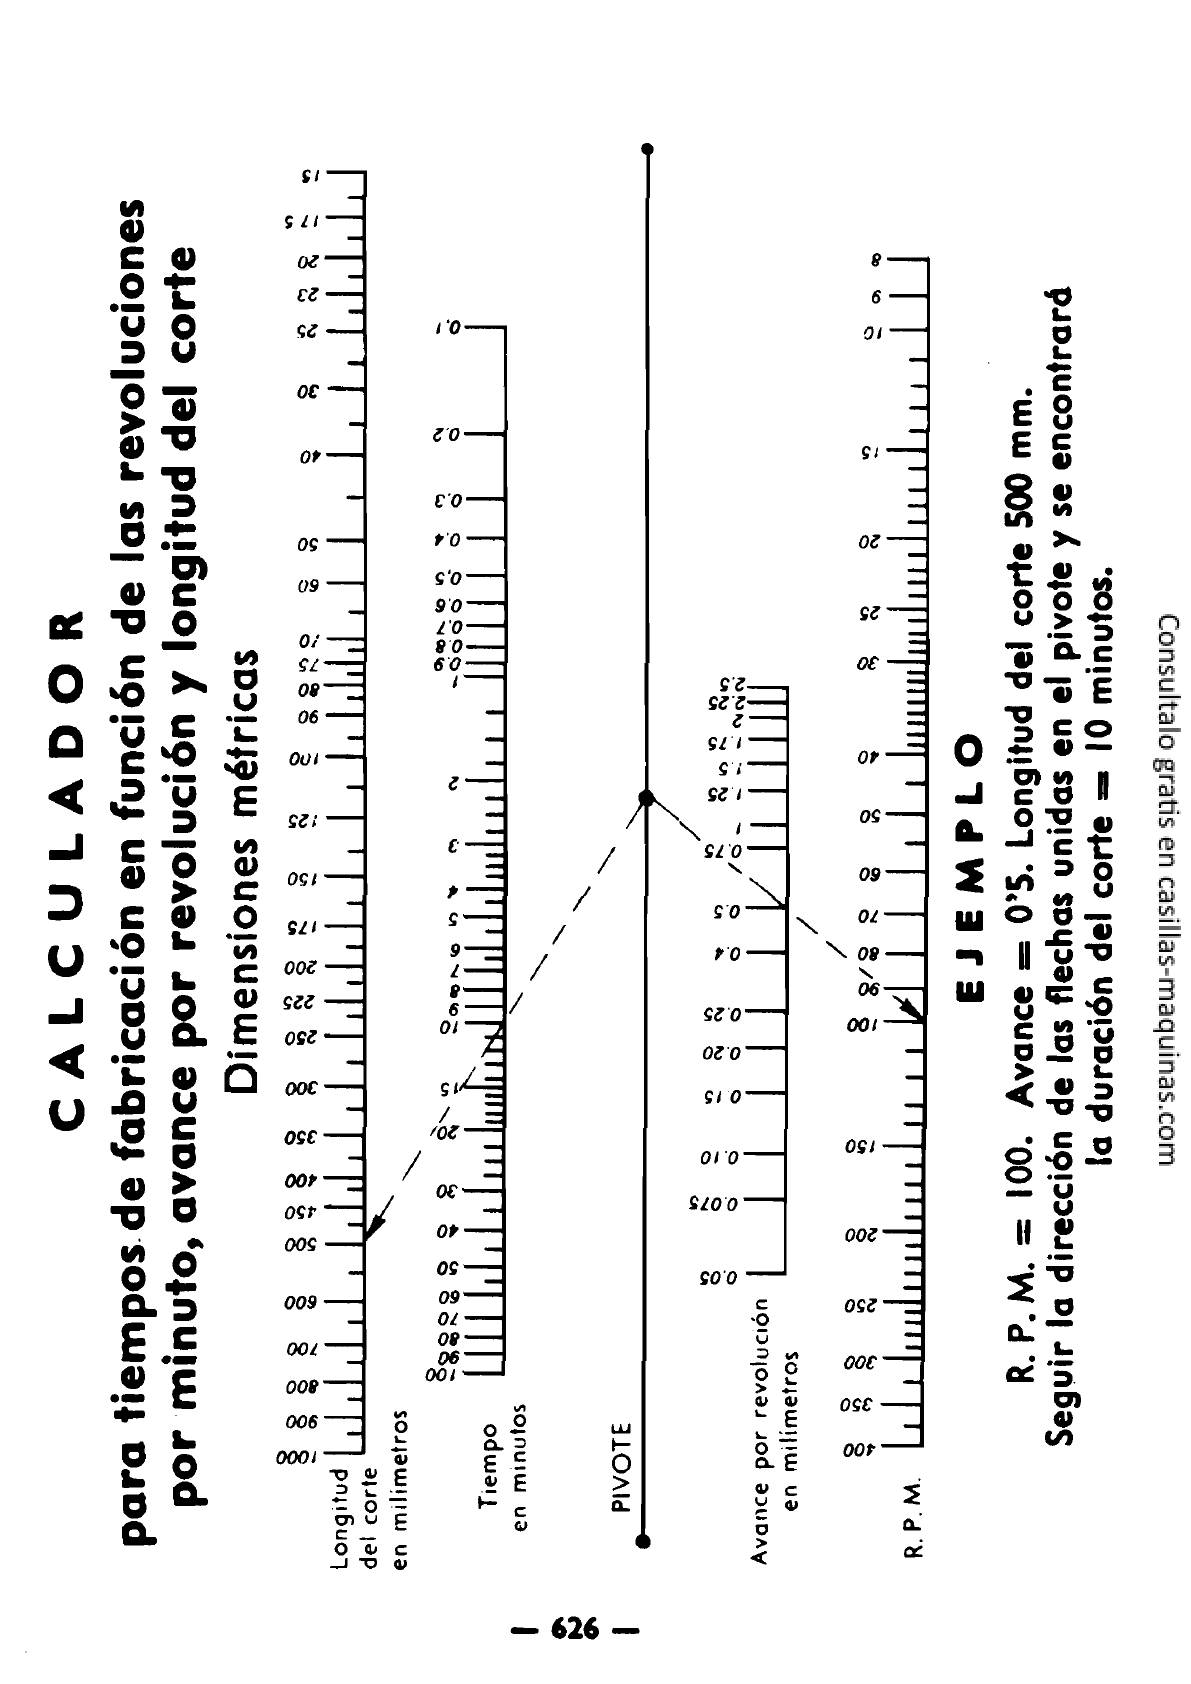 CALCULADOR
para tiempos de fabricación en función de las revoluciones
por minuto, avance por revolución y longitud del corte
Dimensiones métricas
Longitud
del corte
en milímetros
1000 900 800 700 600 500 450 400 350 300 250 225 200 175 150 125 100 90 80 75 70 60 50 40 30 25 23 20 17 5 15
Tiempo
en minutos
100 90 80 70 60 50 40 30 20 15 10 9 8 7 6 5 4 3 2 1 0.9 0.8 0.7 0.6 0,5 0.4 0.3 0.2 0.1
PIVOTE
Avance por revolución
en milímetros
0.05 0.075 0.10 0.15 0.20 0.25 0.4 0.5 0.75 1 1.25 1.5 1.75 2 2.25 2.5
R. P. M.
400 350 300 250 200 150 100 90 80 70 60 50 40 30 25 20 15 10 9 8
EJEMPLO
R. P. M. = 100. Avance = 0’5. Longitud del corte 500 mm.
Seguir la dirección de las flechas unidas en el pivote y se encontrará
la duración del corte = 10 minutos.
— 626 —
Consultalo gratis en casillas-maquinas.com